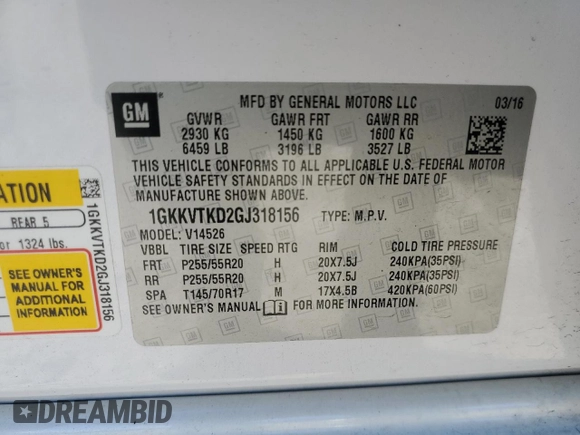 GM
MFD BY GENERAL MOTORS LLC 03/16
GVWR GAWR FRT GAWR RR
2930 KG 1450 KG 1600 KG
6459 LB 3196 LB 3527 LB
THIS VEHICLE CONFORMS TO ALL APPLICABLE U.S. FEDERAL MOTOR
VEHICLE SAFETY STANDARDS IN EFFECT ON THE DATE OF
MANUFACTURE SHOWN ABOVE.
1GKKVTKD2GJ318156 TYPE: M.P.V.
MODEL: V14526
VBBL TIRE SIZE SPEED RTG RIM COLD TIRE PRESSURE
FRT P255/55R20 H 20X7.5J 240KPA(35PSI)
RR P255/55R20 H 20X7.5J 240KPA(35PSI)
SPA T145/70R17 M 17X4.5B 420KPA(60PSI)
SEE OWNER'S MANUAL FOR MORE INFORMATION.
ATION
REAR 5
or 1324 lbs.
SEE OWNER'S
MANUAL FOR
ADDITIONAL
INFORMATION
1GKKVTKD2GJ318156
DREAMBID